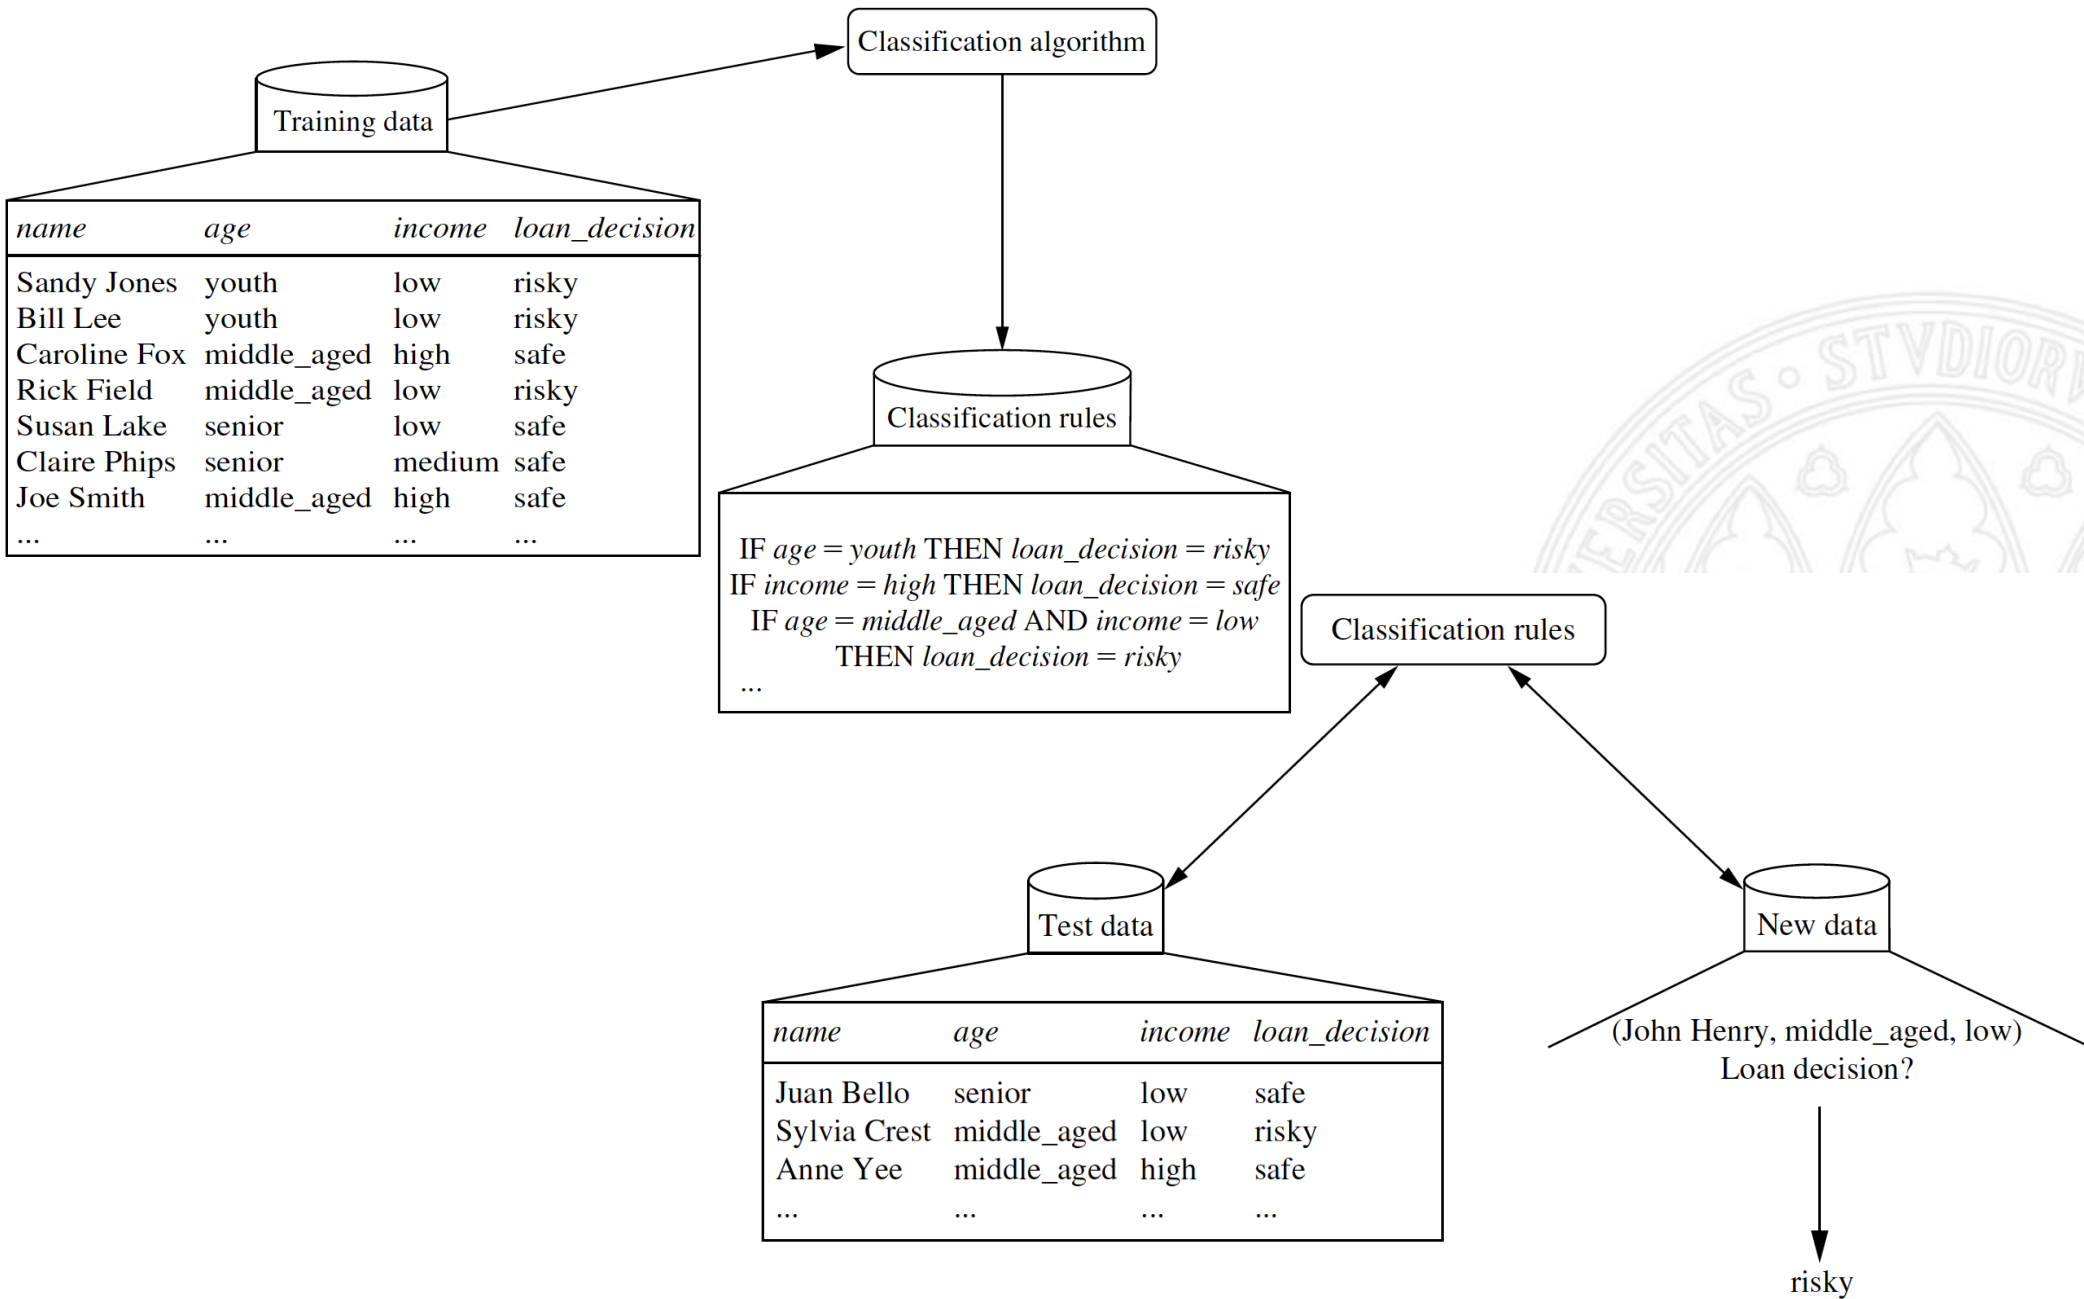 Classification algorithm
Training data
name age income loan_decision
Sandy Jones youth low risky
Bill Lee youth low risky
Caroline Fox middle_aged high safe
Rick Field middle_aged low risky
Susan Lake senior low safe
Claire Phips senior medium safe
Joe Smith middle_aged high safe
... ... ... ...
Classification rules
IF age = youth THEN loan_decision = risky
IF income = high THEN loan_decision = safe
IF age = middle_aged AND income = low
THEN loan_decision = risky
...
STVDIORV
Classification rules
Test data
name age income loan_decision
Juan Bello senior low safe
Sylvia Crest middle_aged low risky
Anne Yee middle_aged high safe
... ... ... ...
New data
(John Henry, middle_aged, low)
Loan decision?
risky